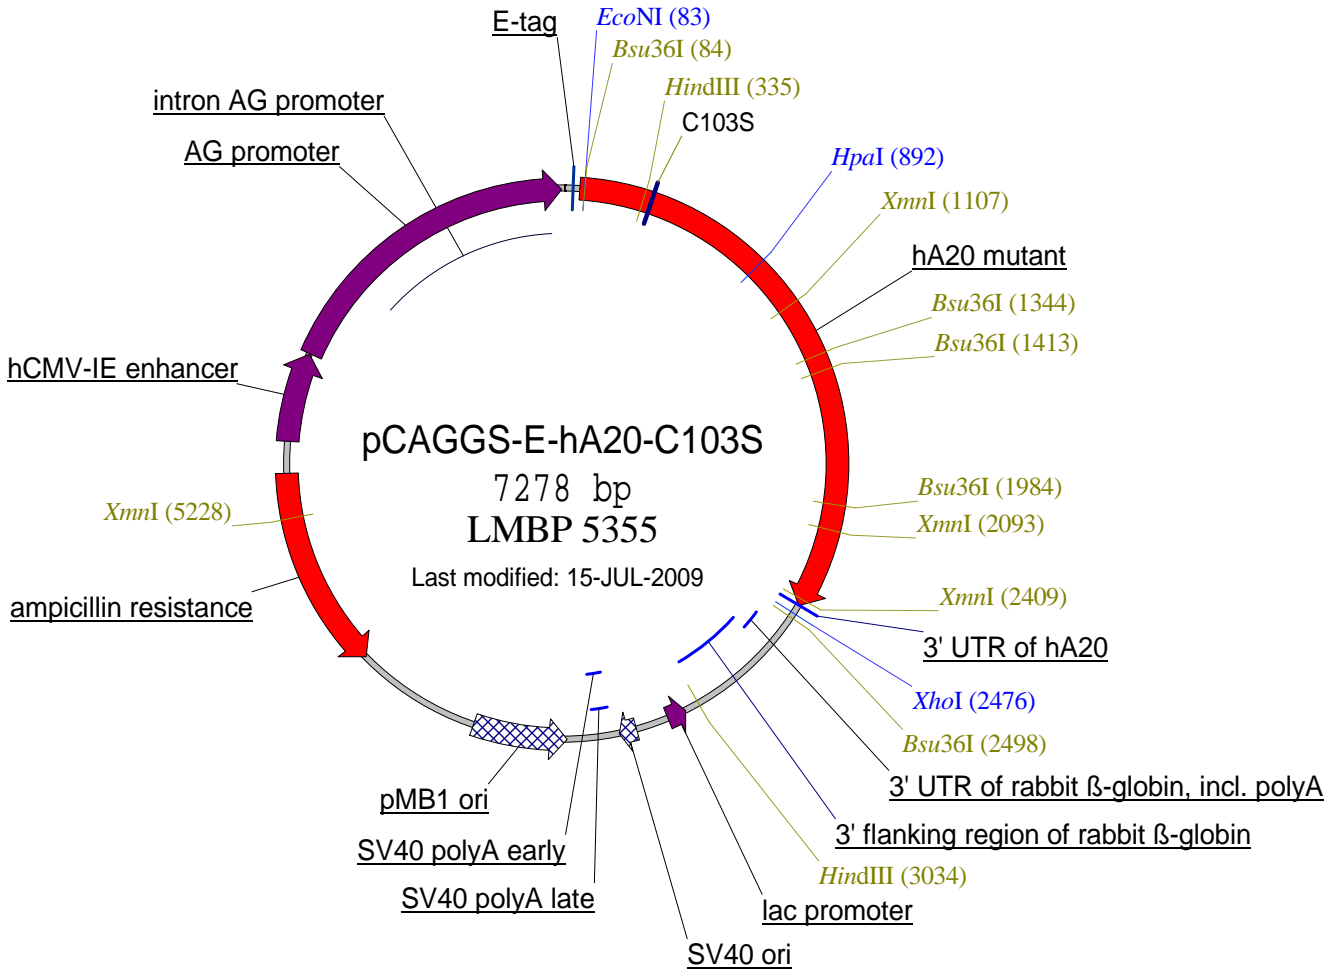 E-tag
EcoNI (83)
Bsu36I (84)
HindIII (335)
C103S
intron AG promoter
AG promoter
HpaI (892)
XmnI (1107)
hA20 mutant
Bsu36I (1344)
Bsu36I (1413)
hCMV-IE enhancer
pCAGGS-E-hA20-C103S
7278 bp
LMBP 5355
Last modified: 15-JUL-2009
Bsu36I (1984)
XmnI (2093)
XmnI (5228)
ampicillin resistance
XmnI (2409)
3' UTR of hA20
XhoI (2476)
Bsu36I (2498)
3' UTR of rabbit ß-globin, incl. polyA
3' flanking region of rabbit ß-globin
HindIII (3034)
pMB1 ori
SV40 polyA early
SV40 polyA late
lac promoter
SV40 ori